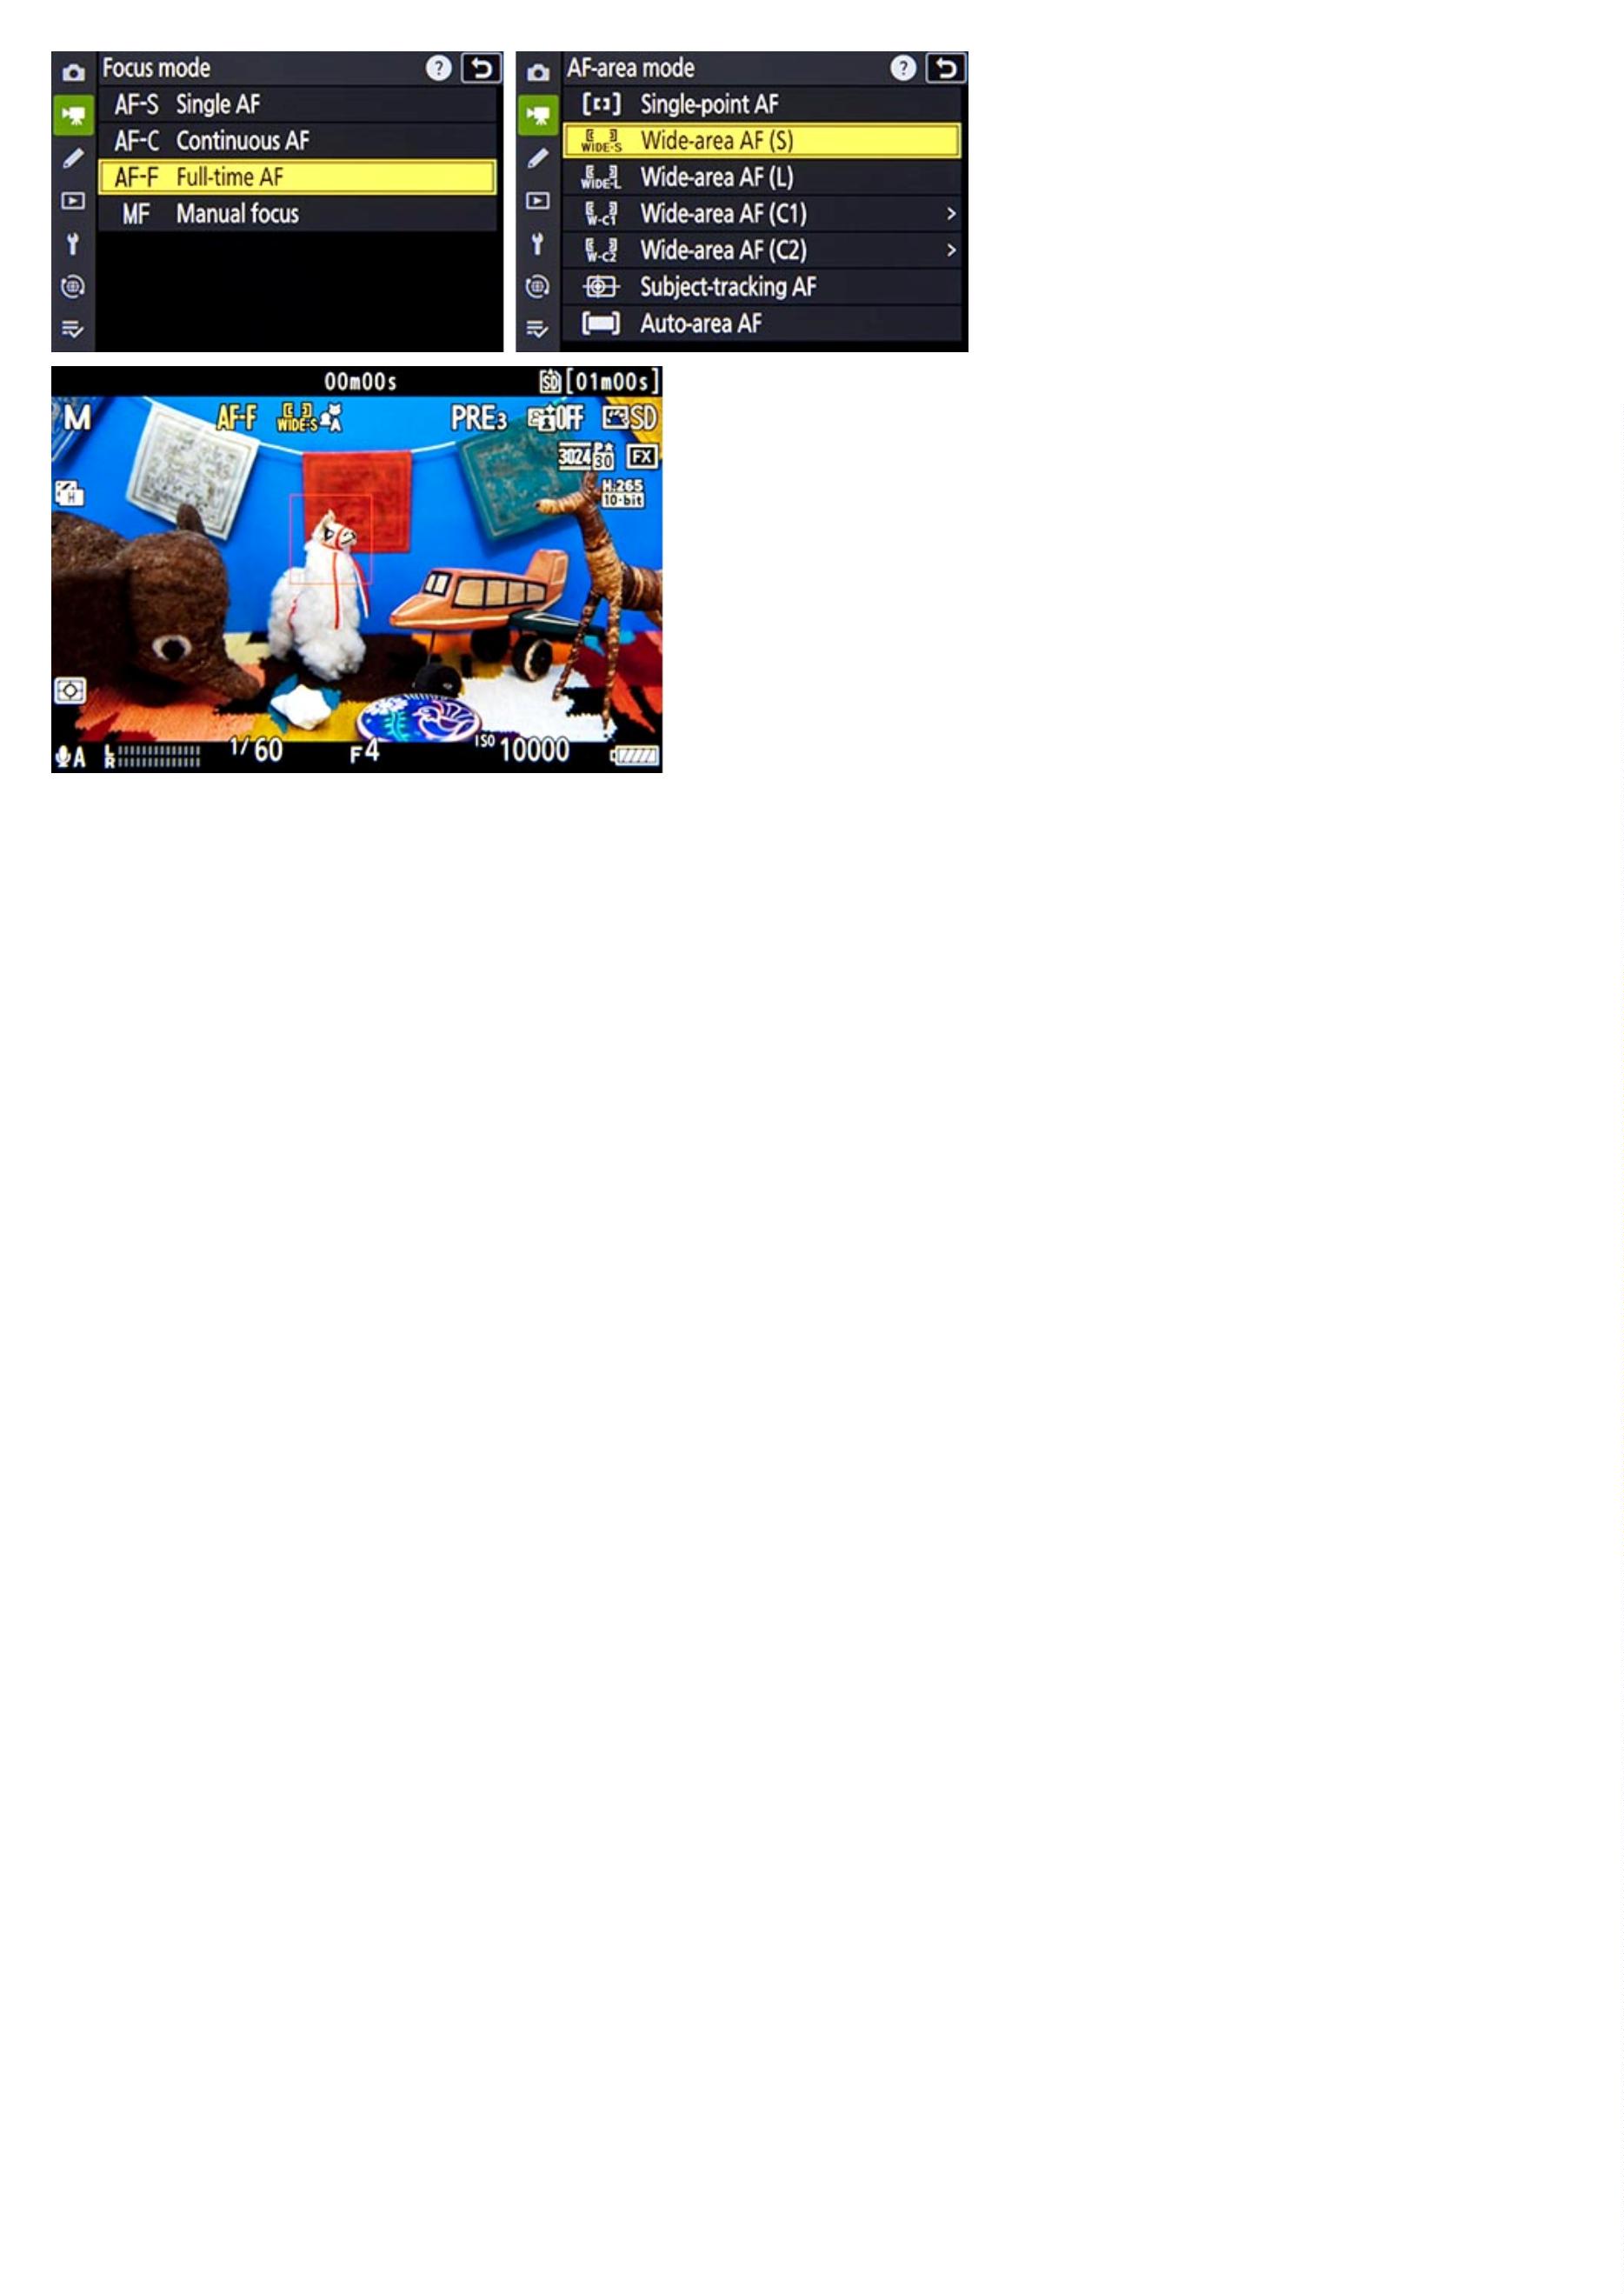 Focus mode
AF-S Single AF
AF-C Continuous AF
AF-F Full-time AF
MF Manual focus
AF-area mode
Single-point AF
WIDE-S Wide-area AF (S)
WIDE-L Wide-area AF (L)
W-C1 Wide-area AF (C1)
W-C2 Wide-area AF (C2)
Subject-tracking AF
Auto-area AF
00m00s SD [01m00s]
M AF-F WIDE-S A PRE3 OFF SD
3024 P★ 30 FX
H.265
10-bit
H
A L R 1/60 F4 ISO 10000